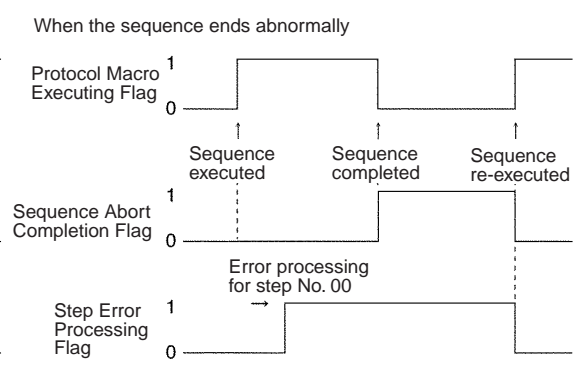 When the sequence ends abnormally
Protocol Macro
Executing Flag
1
0
Sequence
executed
Sequence
completed
Sequence
re-executed
Sequence Abort
Completion Flag
1
0
Error processing
for step No. 00
Step Error
Processing
Flag
1
0